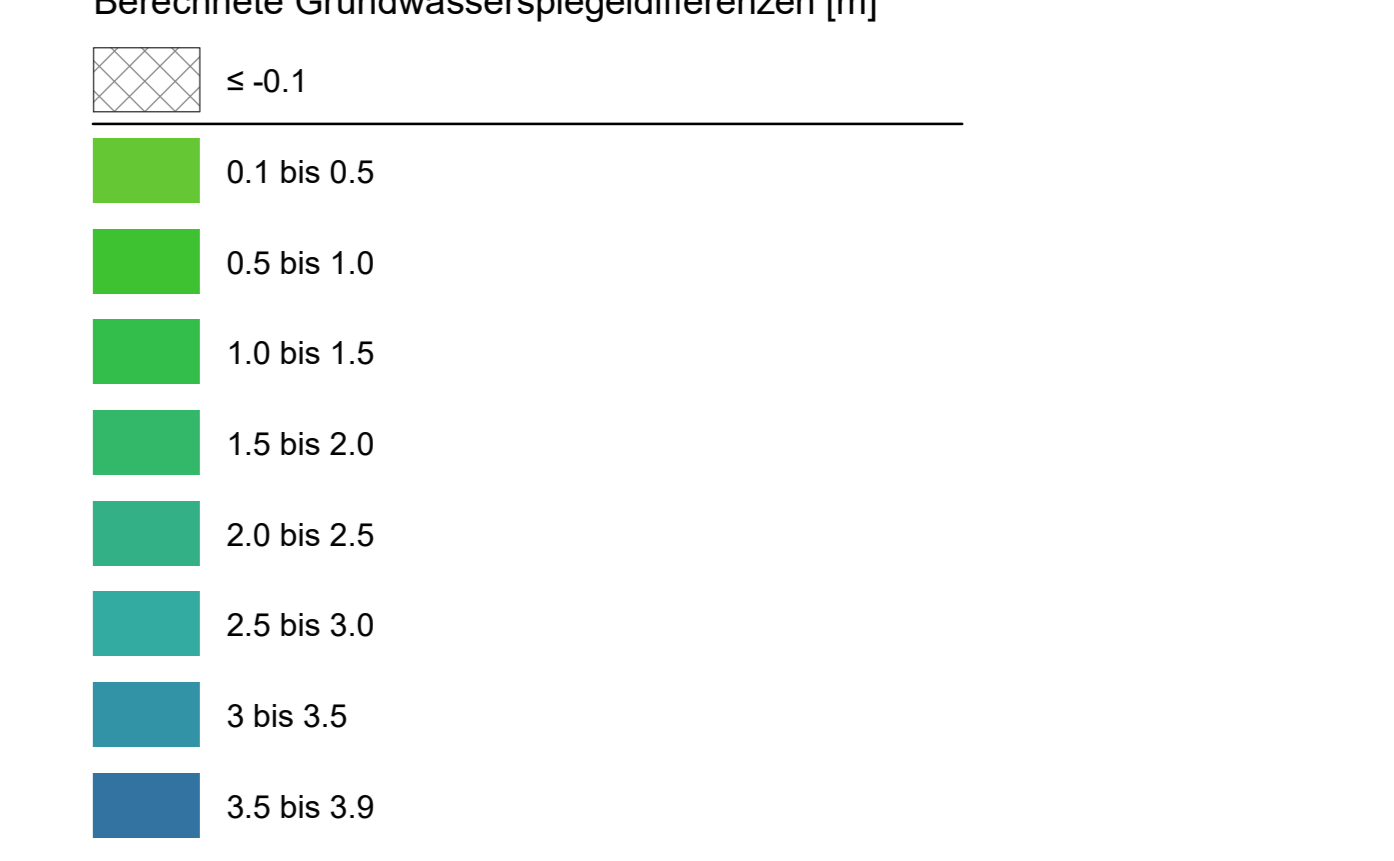 Berechnete Grundwasserspiegeldifferenzen [m]
≤ -0.1
0.1 bis 0.5
0.5 bis 1.0
1.0 bis 1.5
1.5 bis 2.0
2.0 bis 2.5
2.5 bis 3.0
3 bis 3.5
3.5 bis 3.9